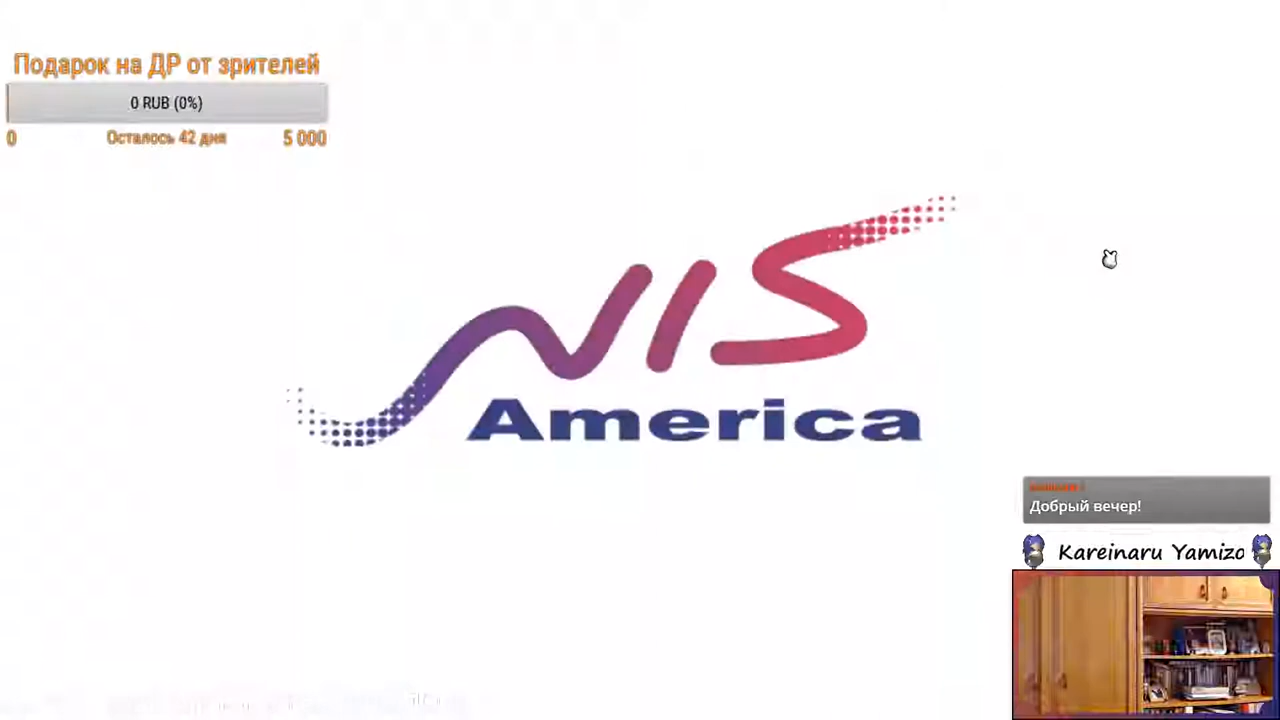 Подарок на ДР от зрителей
0 RUB (0%)
0 Осталось 42 дня 5 000
NIS
America
Добрый вечер!
Kareinaru Yamizo